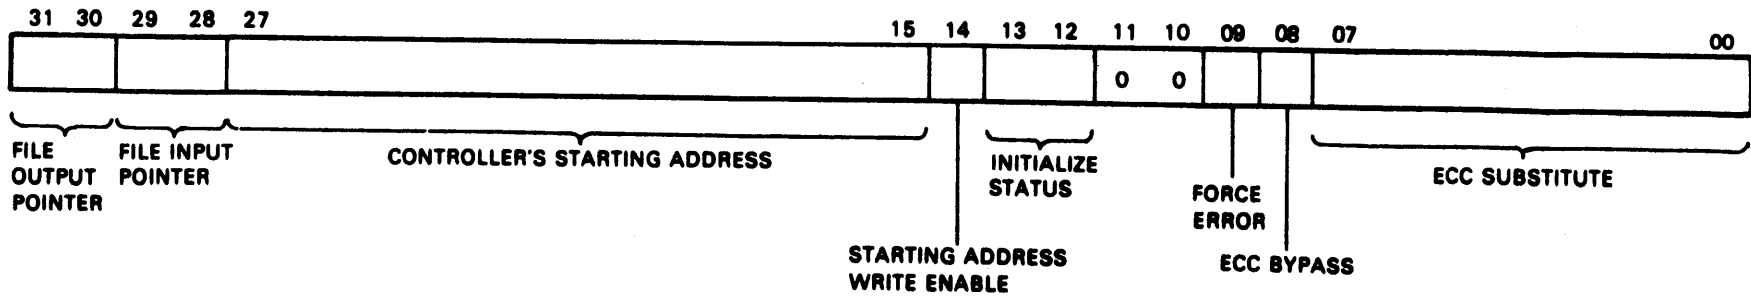 31 30 29 28 27 15 14 13 12 11 10 09 08 07 00
0 0
FILE
OUTPUT
POINTER
FILE INPUT
POINTER
CONTROLLER'S STARTING ADDRESS
STARTING ADDRESS
WRITE ENABLE
INITIALIZE
STATUS
FORCE
ERROR
ECC BYPASS
ECC SUBSTITUTE